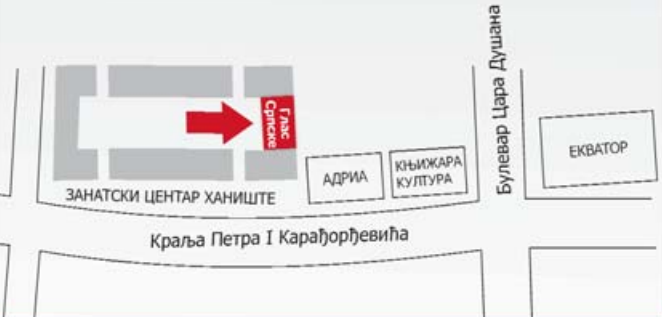 Булевар Цара Душана
Глас
Српске
ЕКВАТОР
КЊИЖАРА
КУЛТУРА
АДРИА
ЗАНАТСКИ ЦЕНТАР ХАНИШТЕ
Краља Петра I Карађорђевића